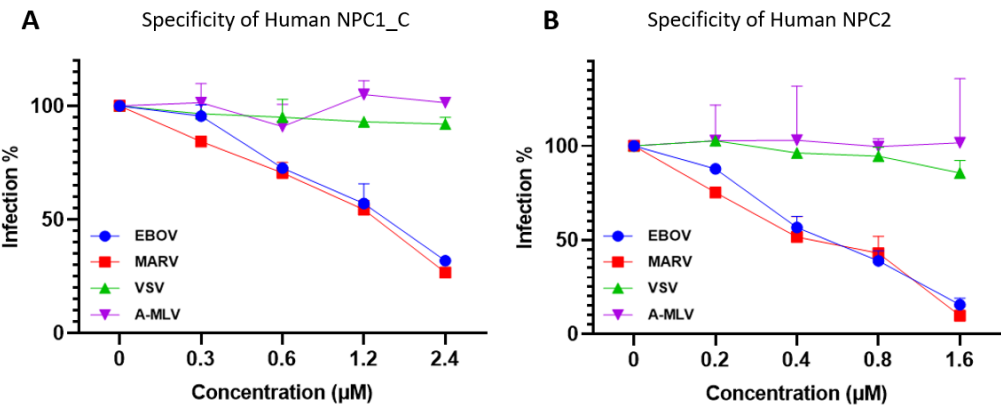 A
Specificity of Human NPC1_C
Infection %
100
50
0
EBOV
MARV
VSV
A-MLV
0 0.3 0.6 1.2 2.4
Concentration (µM)
B
Specificity of Human NPC2
Infection %
100
50
0
EBOV
MARV
VSV
A-MLV
0 0.2 0.4 0.8 1.6
Concentration (µM)